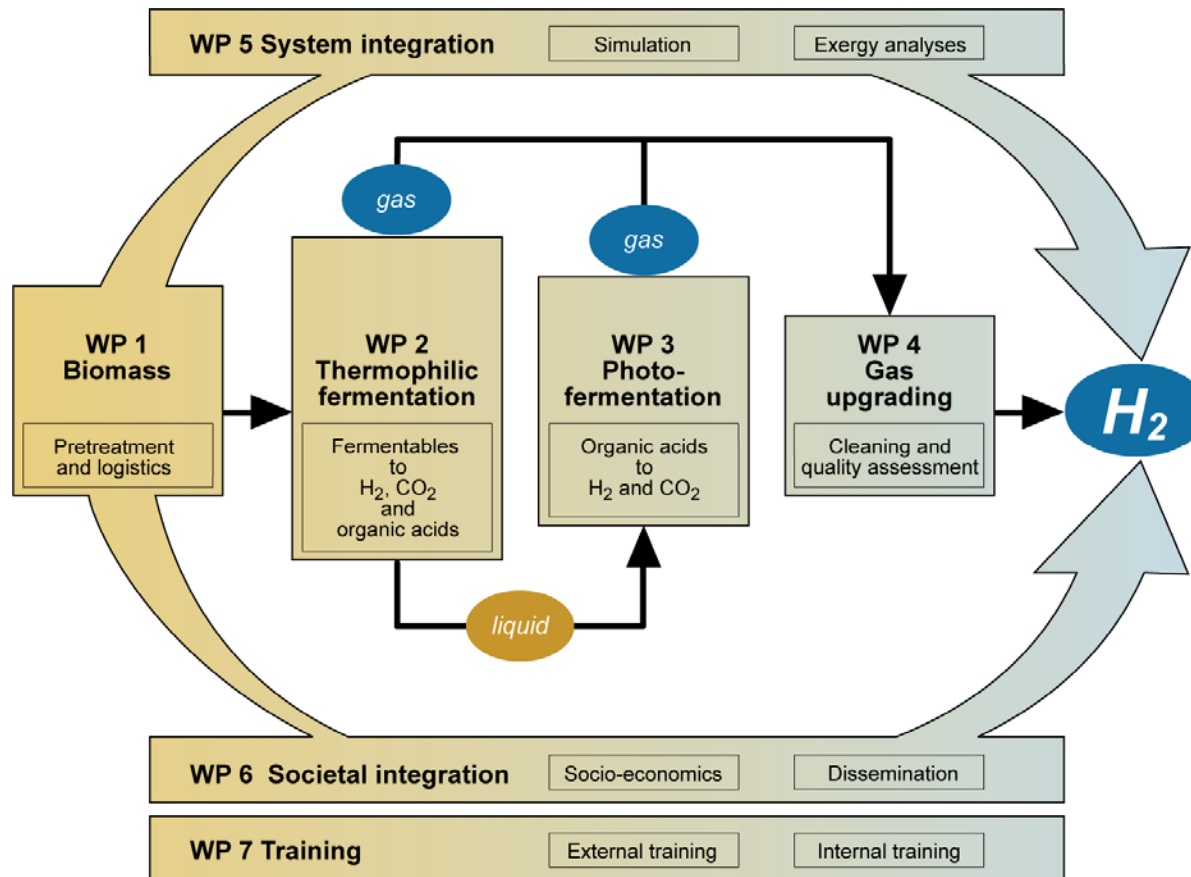 WP 5 System integration
Simulation
Exergy analyses
gas
gas
WP 1
Biomass
Pretreatment
and logistics
WP 2
Thermophilic
fermentation
Fermentables
to
H₂, CO₂
and
organic acids
WP 3
Photo-
fermentation
Organic acids
to
H₂ and CO₂
WP 4
Gas
upgrading
Cleaning and
quality assessment
H₂
liquid
WP 6 Societal integration
Socio-economics
Dissemination
WP 7 Training
External training
Internal training